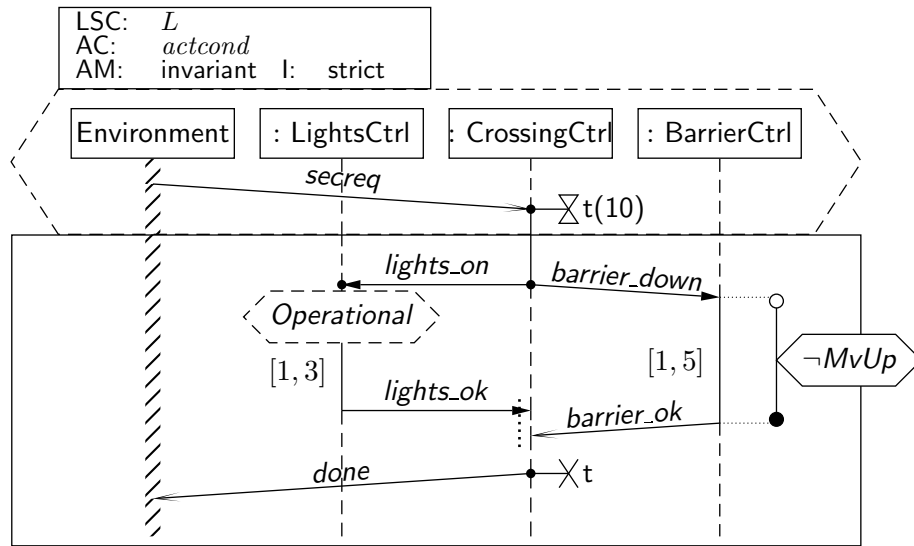 LSC: L
AC: actcond
AM: invariant I: strict
Environment : LightsCtrl : CrossingCtrl : BarrierCtrl
secreq
t(10)
lights_on barrier_down
Operational
¬MvUp
[1, 3] [1, 5]
lights_ok
barrier_ok
done
t